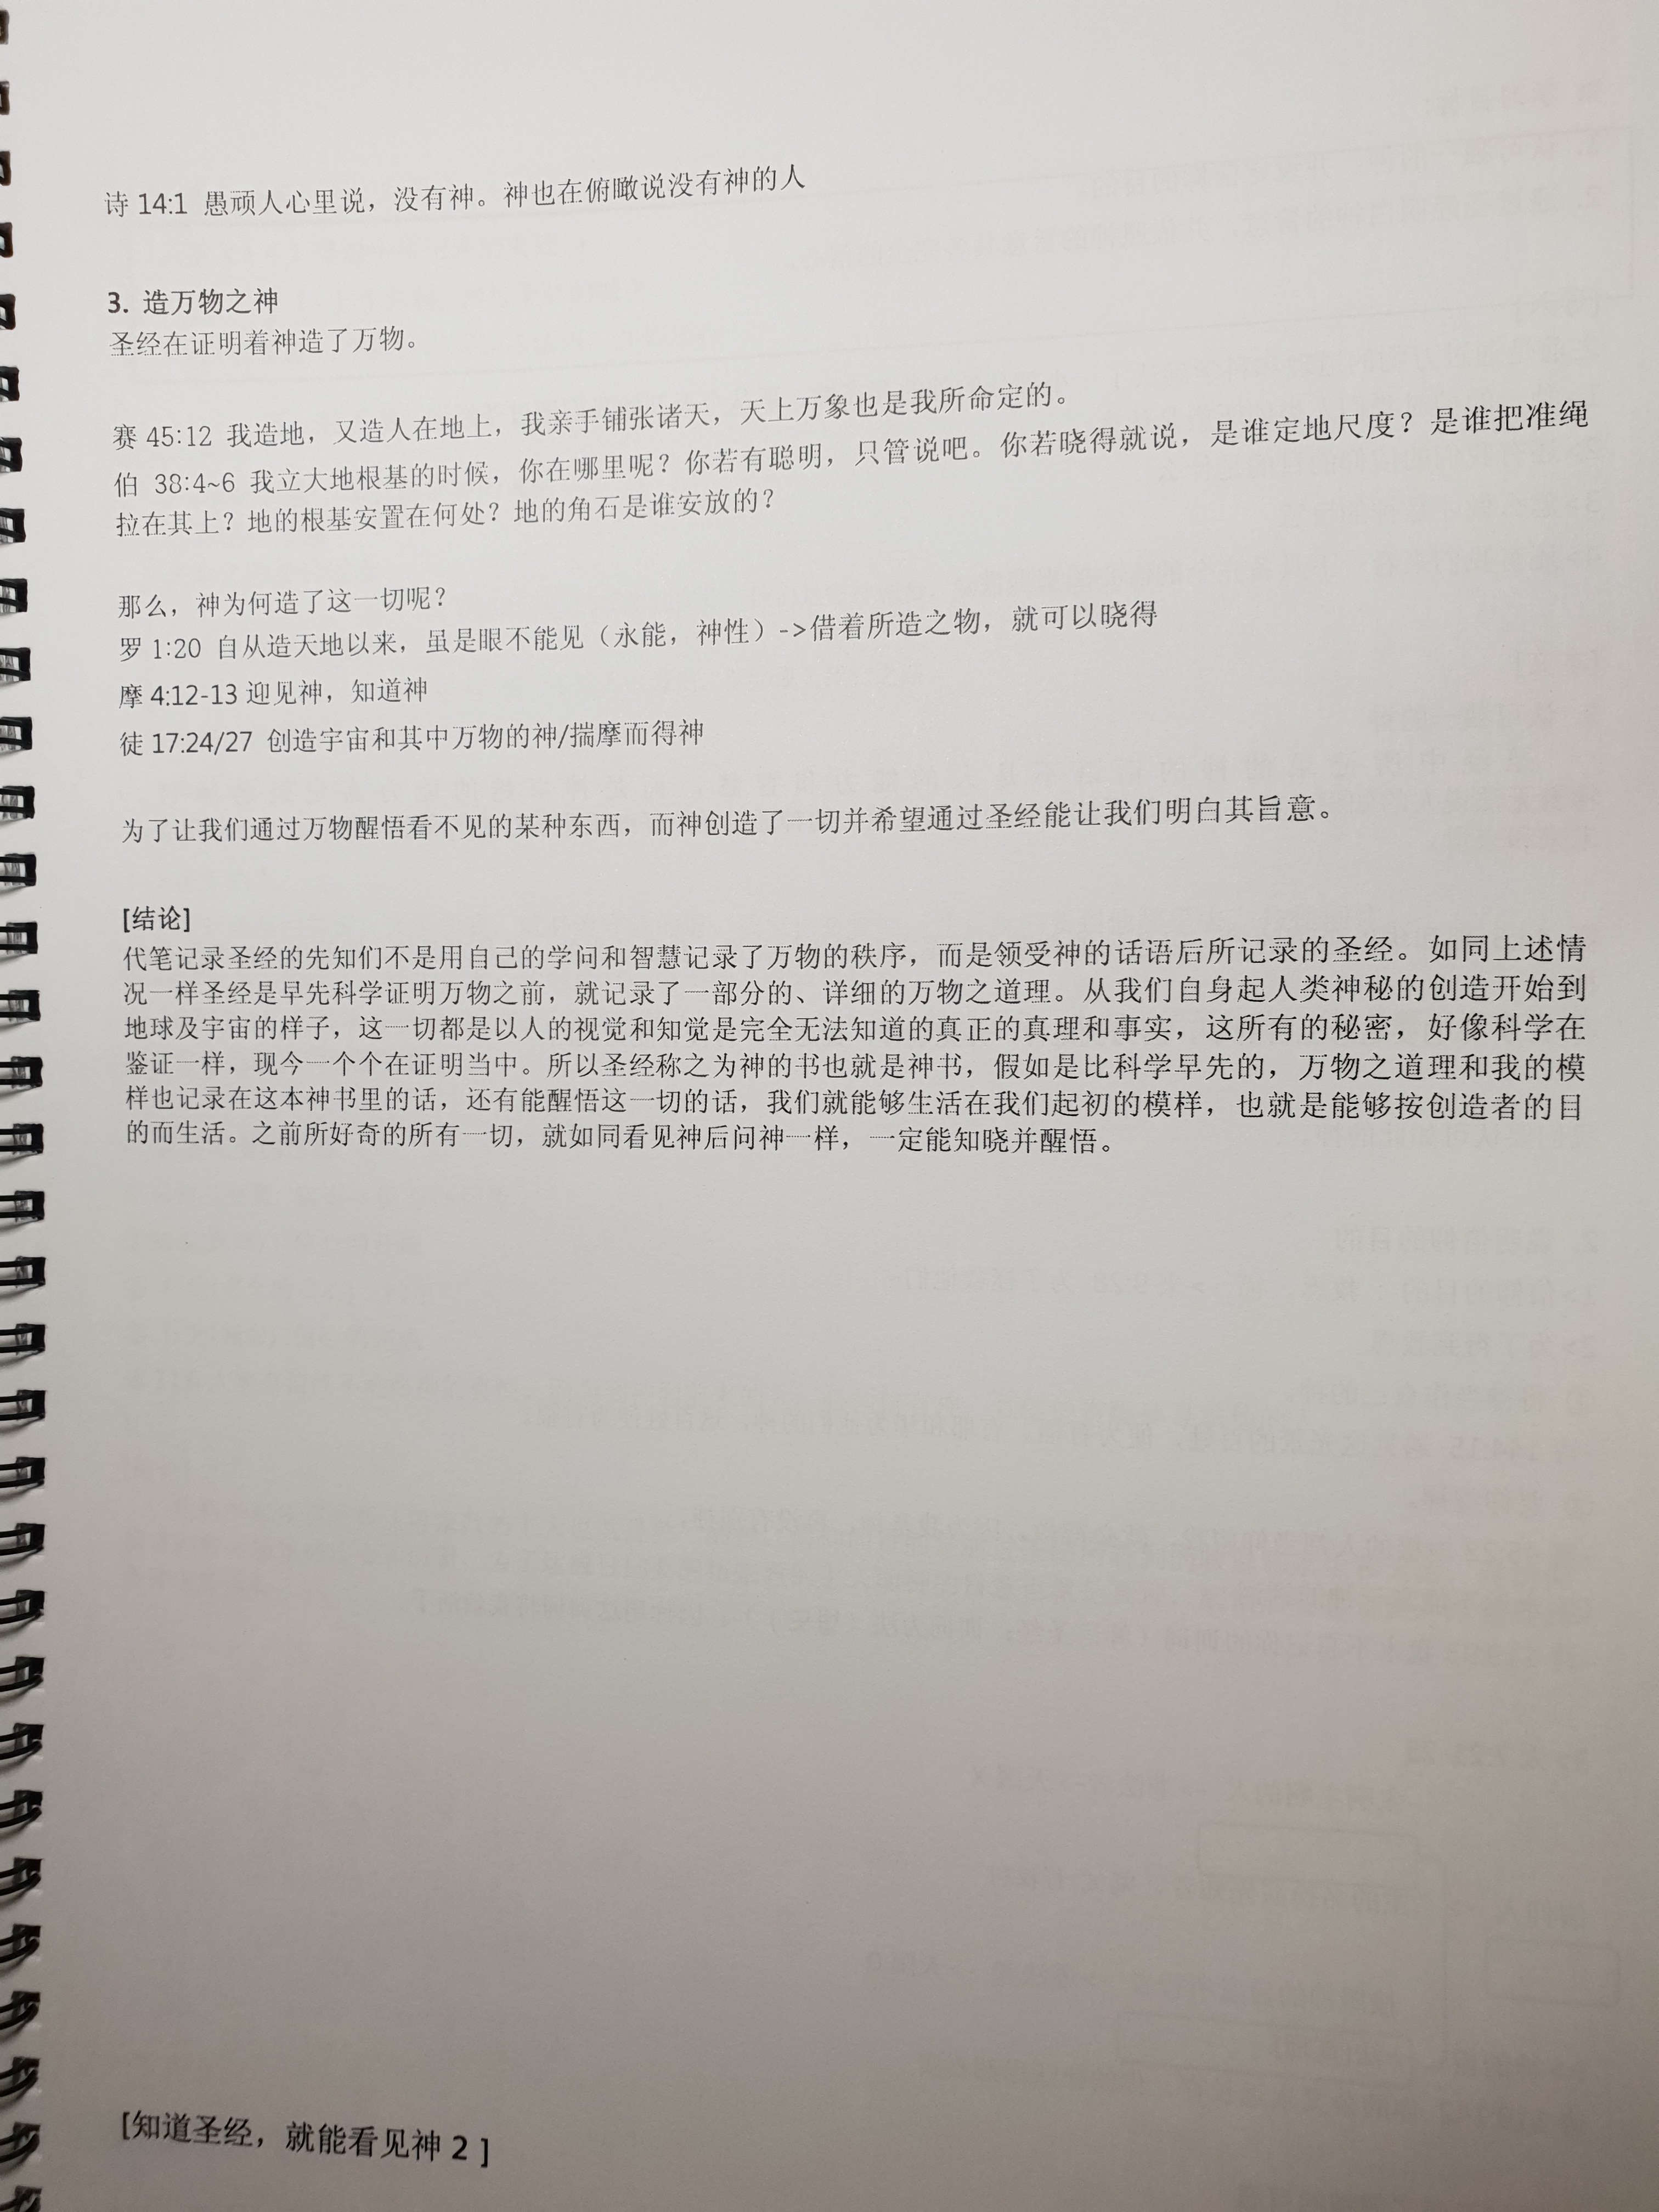 诗 14:1 愚顽人心里说，没有神。神也在俯瞰说没有神的人
3. 造万物之神
圣经在证明着神造了万物。
赛 45:12 我造地，又造人在地上，我亲手铺张诸天，天上万象也是我所命定的。
伯 38:4~6 我立大地根基的时候，你在哪里呢？你若有聪明，只管说吧。你若晓得就说，是谁定地尺度？是谁把准绳
拉在其上？地的根基安置在何处？地的角石是谁安放的？
那么，神为何造了这一切呢？
罗 1:20 自从造天地以来，虽是眼不能见（永能，神性）->借着所造之物，就可以晓得
摩 4:12-13 迎见神，知道神
徒 17:24/27 创造宇宙和其中万物的神/揣摩而得神
为了让我们通过万物醒悟看不见的某种东西，而神创造了一切并希望通过圣经能让我们明白其旨意。
[结论]
代笔记录圣经的先知们不是用自己的学问和智慧记录了万物的秩序，而是领受神的话语后所记录的圣经。如同上述情
况一样圣经是早先科学证明万物之前，就记录了一部分的、详细的万物之道理。从我们自身起人类神秘的创造开始到
地球及宇宙的样子，这一切都是以人的视觉和知觉是完全无法知道的真正的真理和事实，这所有的秘密，好像科学在
鉴证一样，现今一个个在证明当中。所以圣经称之为神的书也就是神书，假如是比科学早先的，万物之道理和我的模
样也记录在这本神书里的话，还有能醒悟这一切的话，我们就能够生活在我们起初的模样，也就是能够按创造者的目
的而生活。之前所好奇的所有一切，就如同看见神后问神一样，一定能知晓并醒悟。
[知道圣经，就能看见神 2 ]